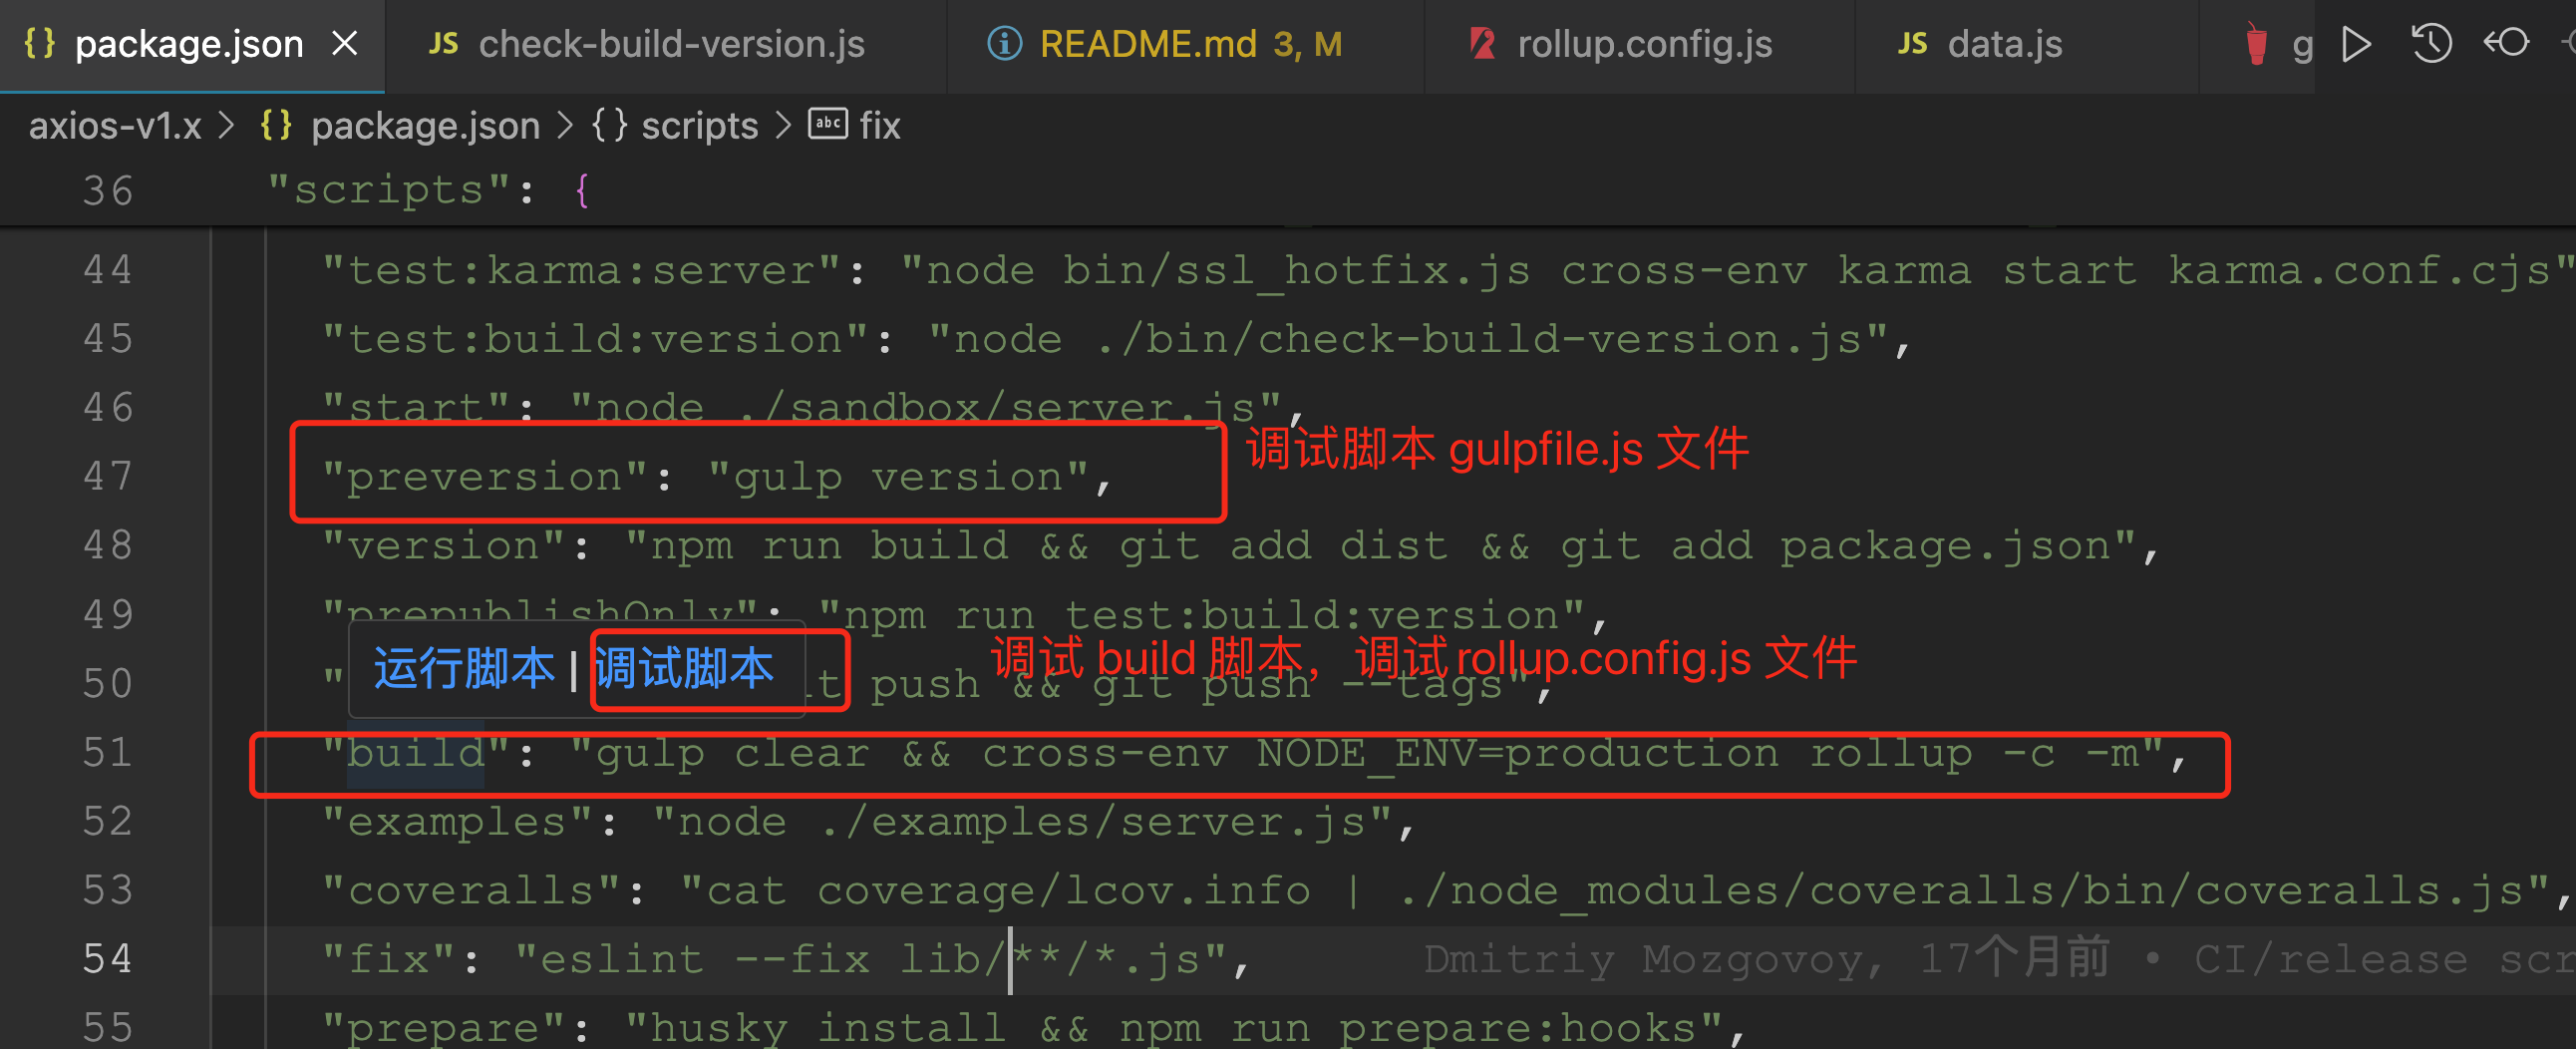 { } package.json × JS check-build-version.js README.md 3, M rollup.config.js JS data.js g
axios-v1.x > { } package.json > { } scripts > abc fix
36 "scripts": {
44 "test:karma:server": "node bin/ssl_hotfix.js cross-env karma start karma.conf.cjs"
45 "test:build:version": "node ./bin/check-build-version.js",
46 "start": "node ./sandbox/server.js",
调试脚本 gulpfile.js 文件
47 "preversion": "gulp version",
48 "version": "npm run build && git add dist && git add package.json",
49 "prepublishOnly": "npm run test:build:version",
运行脚本 | 调试脚本
调试 build 脚本，调试 rollup.config.js 文件
50 " it push && git push --tags",
51 "build": "gulp clear && cross-env NODE_ENV=production rollup -c -m",
52 "examples": "node ./examples/server.js",
53 "coveralls": "cat coverage/lcov.info | ./node_modules/coveralls/bin/coveralls.js",
54 "fix": "eslint --fix lib/**/*.js", Dmitriy Mozgovoy, 17个月前 • CI/release scr
55 "prepare": "husky install && npm run prepare:hooks",